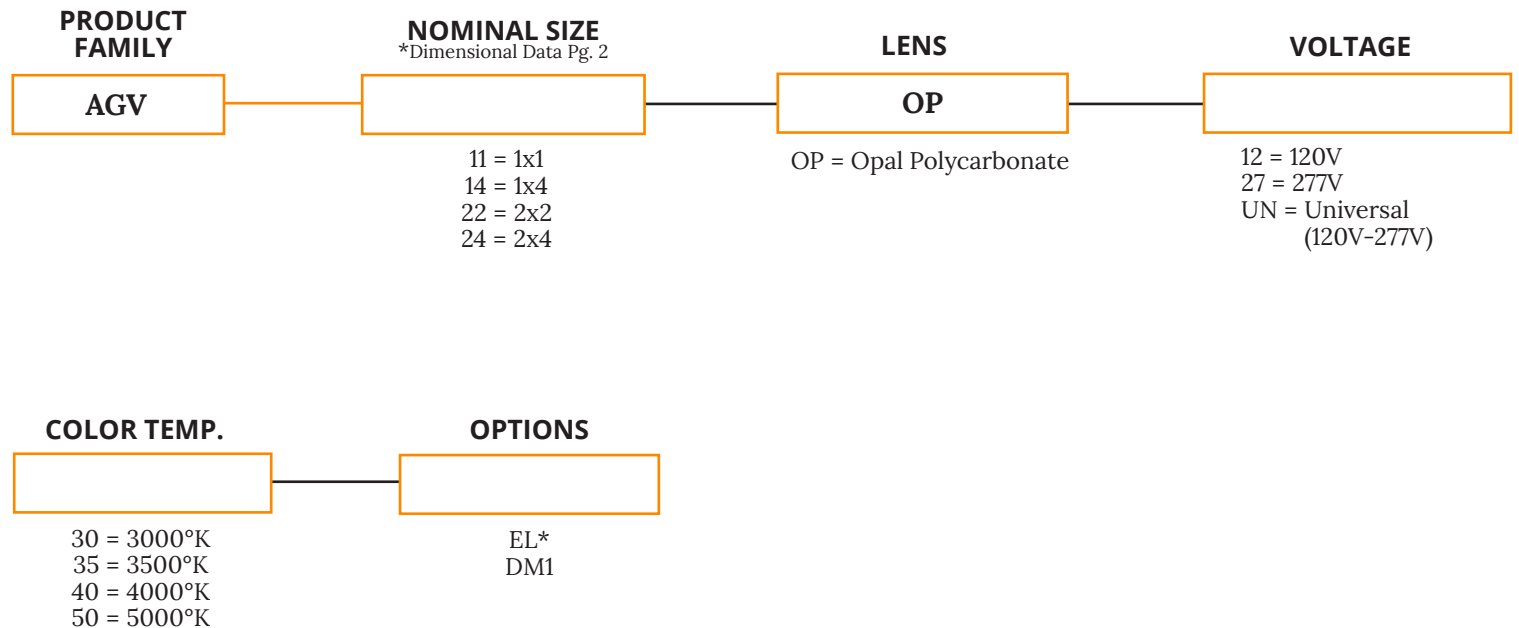 PRODUCT
FAMILY
AGV
NOMINAL SIZE
*Dimensional Data Pg. 2
11 = 1x1
14 = 1x4
22 = 2x2
24 = 2x4
LENS
OP
OP = Opal Polycarbonate
VOLTAGE
12 = 120V
27 = 277V
UN = Universal
(120V-277V)
COLOR TEMP.
30 = 3000°K
35 = 3500°K
40 = 4000°K
50 = 5000°K
OPTIONS
EL*
DM1